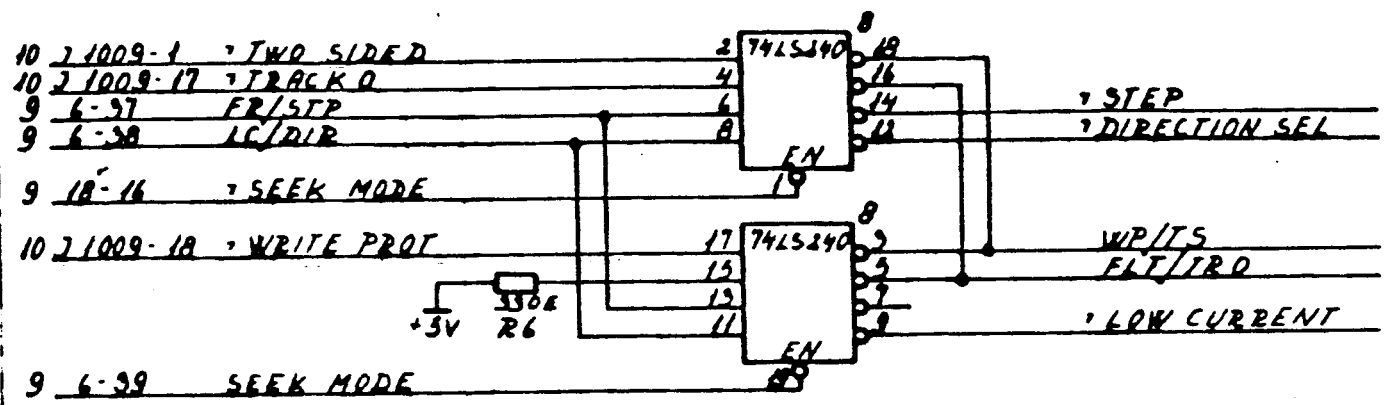 8
10 J1009-1 'TWO SIDED 2 74LS240 18
10 J1009-17 'TRACK 0 4 16
9 6-37 FR/STP 6 14 'STEP
9 6-38 LC/DIR 8 12 'DIRECTION SEL
EN
9 18-16 'SEEK MODE 1
8
10 J1009-18 'WRITE PROT 17 74LS240 3 WP/TS
15 5 FLT/TR0
330E 13 7
+5V R6 11 9 'LOW CURRENT
EN
9 6-39 SEEK MODE 19